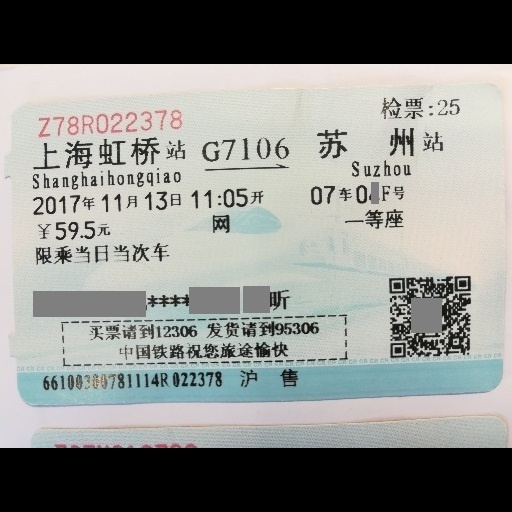 检票:25
Z78R022378
上海虹桥站 G7106 苏州站
Shanghaihongqiao Suzhou
2017年11月13日 11:05开 07车0 F号
¥59.5元 网 一等座
限乘当日当次车
**** 昕
买票请到12306 发货请到95306
中国铁路祝您旅途愉快
66100300781114R022378 沪售